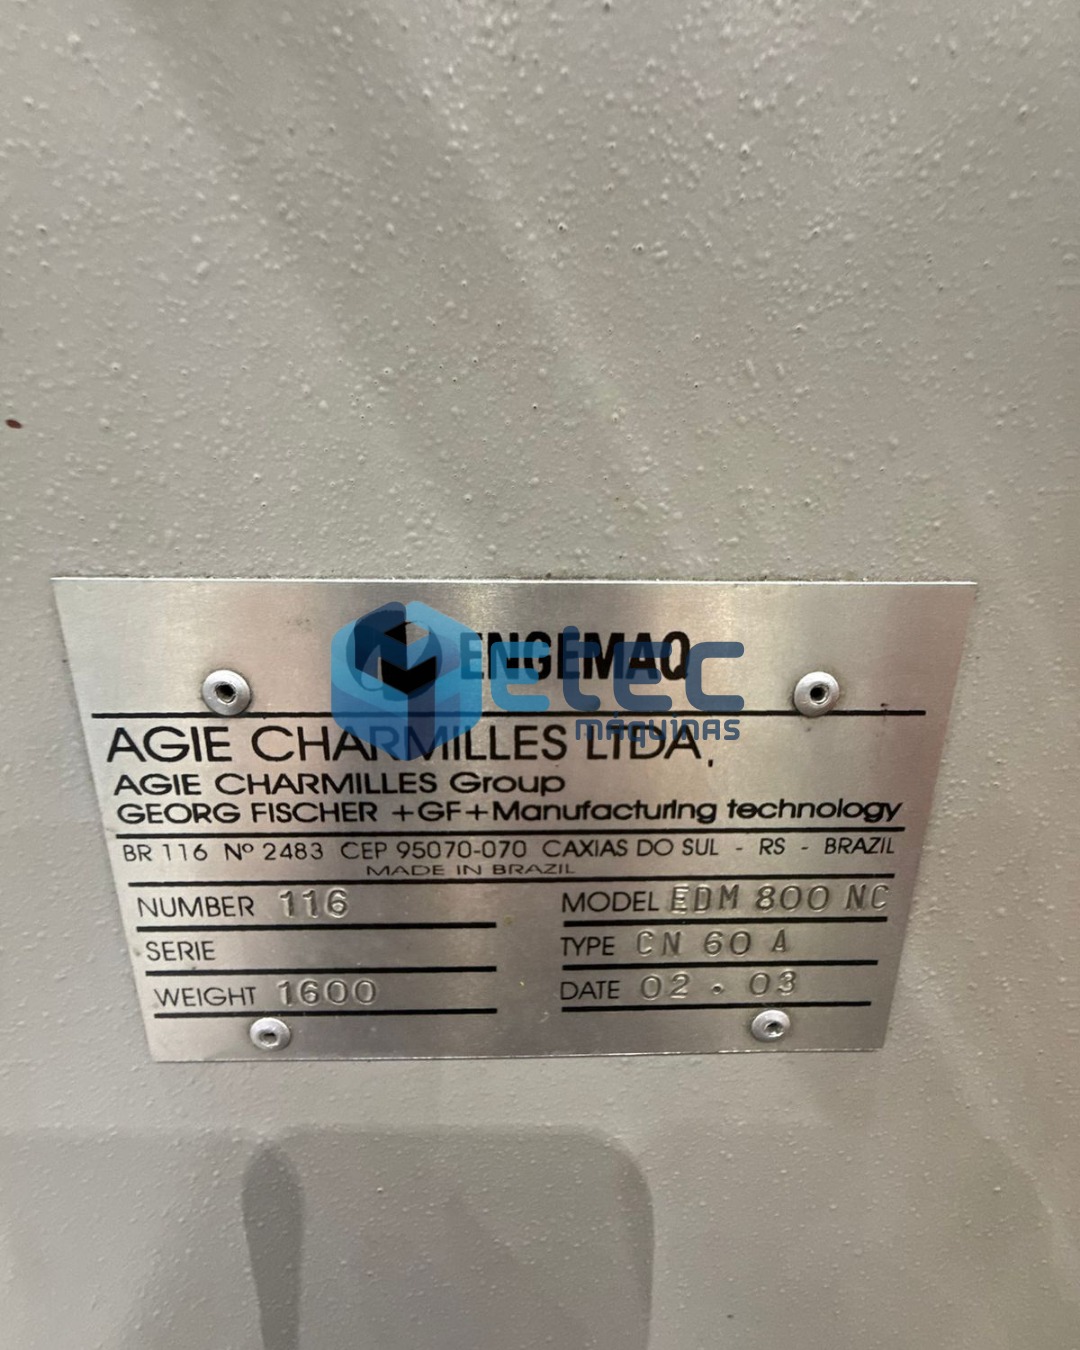 ENGEMAQ
etec
MÁQUINAS
AGIE CHARMILLES LTDA.
AGIE CHARMILLES Group
GEORG FISCHER +GF+Manufacturing technology
BR 116 Nº 2483 CEP 95070-070 CAXIAS DO SUL - RS - BRAZIL
MADE IN BRAZIL
NUMBER 116 MODEL EDM 800 NC
SERIE TYPE CN 60 A
WEIGHT 1600 DATE 02 . 03